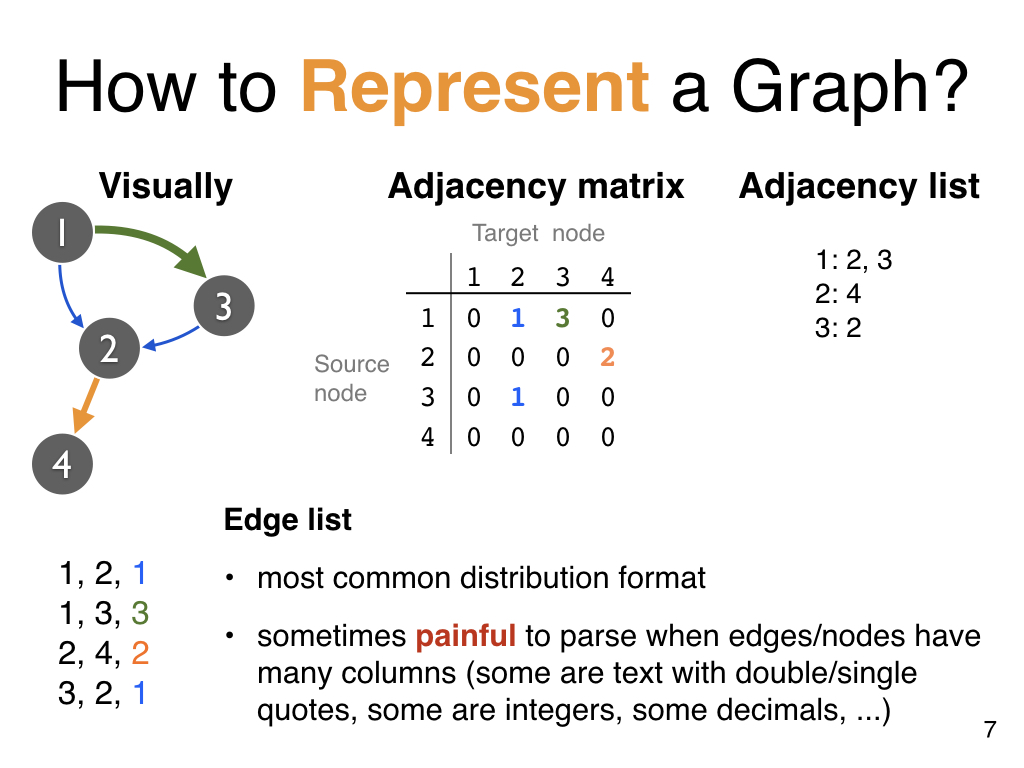 How to Represent a Graph?
Visually
1
3
2
4
Adjacency matrix
Target node
Source
node
1 2 3 4
1 0 1 3 0
2 0 0 0 2
3 0 1 0 0
4 0 0 0 0
Adjacency list
1: 2, 3
2: 4
3: 2
1, 2, 1
1, 3, 3
2, 4, 2
3, 2, 1
Edge list
• most common distribution format
• sometimes painful to parse when edges/nodes have
many columns (some are text with double/single
quotes, some are integers, some decimals, ...)
7